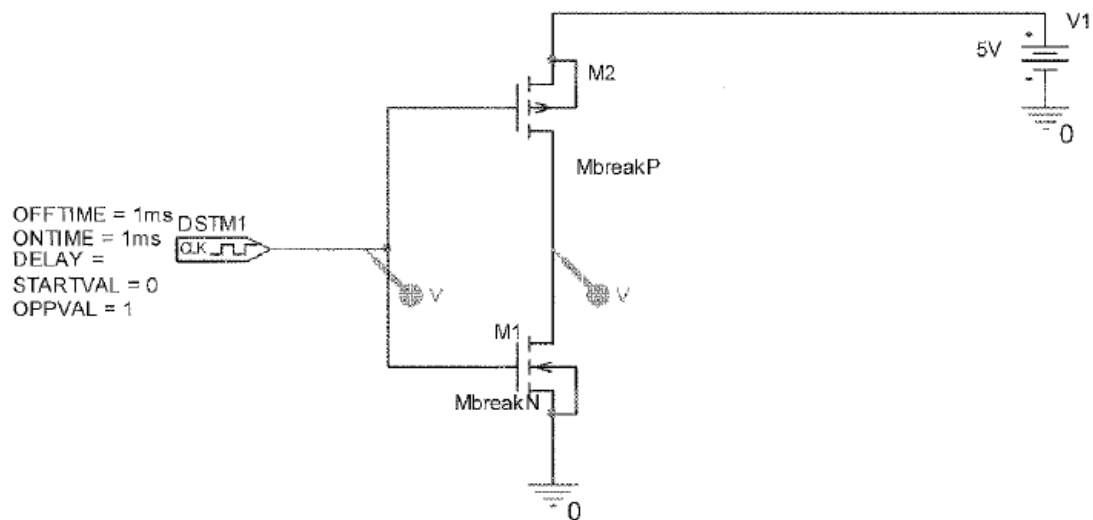 V1
5V
M2
0
MbreakP
OFFTIME = 1ms
DSTM1
ONTIME = 1ms
CLK
DELAY =
STARTVAL = 0
OPPVAL = 1
V
V
M1
MbreakN
0